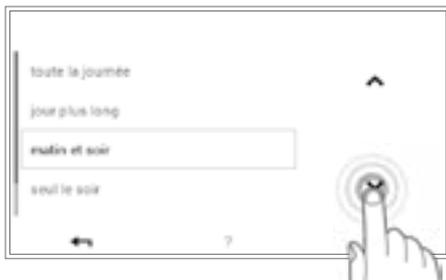 toute la journée
jour plus long
matin et soir
seul le soir
?